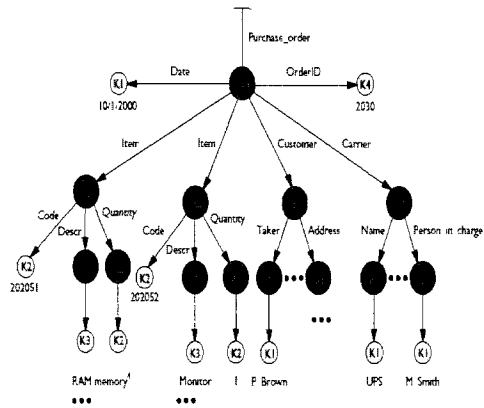 Purchase_order
Date
OrderID
K1
K4
10/1/2000
2030
Item
Item
Customer
Carrier
Code
Descr
Quantity
Code
Descr
Quantity
Taker
Address
Name
Person in charge
K2
202051
K2
202052
K3
K2
K3
K2
K1
K1
K1
RAM memory
Monitor
1
P Brown
UPS
M Smith